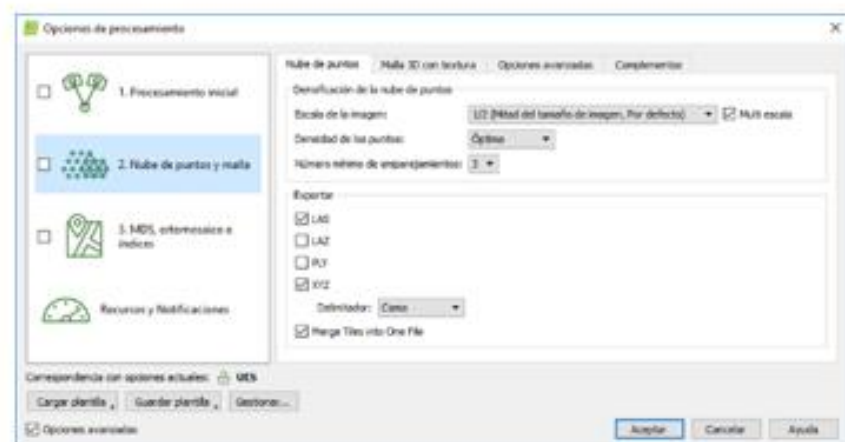 Opciones de procesamiento
1. Procesamiento inicial
2. Nube de puntos y malla
3. MDS, ortomosaico e
índices
Recursos y Notificaciones
Nube de puntos Malla 3D con textura Opciones avanzadas Complementos
Densificación de la nube de puntos
Escala de la imagen: 1/2 (Mitad del tamaño de imagen, Por defecto) Multi escala
Densidad de los puntos: Óptima
Número mínimo de emparejamientos: 3
Exportar
LAS
LAZ
PLY
XYZ
Delimitador: Coma
Merge Tiles into One File
Correspondencia con opciones actuales: UCS
Cargar plantilla Guardar plantilla Gestionar...
Opciones avanzadas Aceptar Cancelar Ayuda